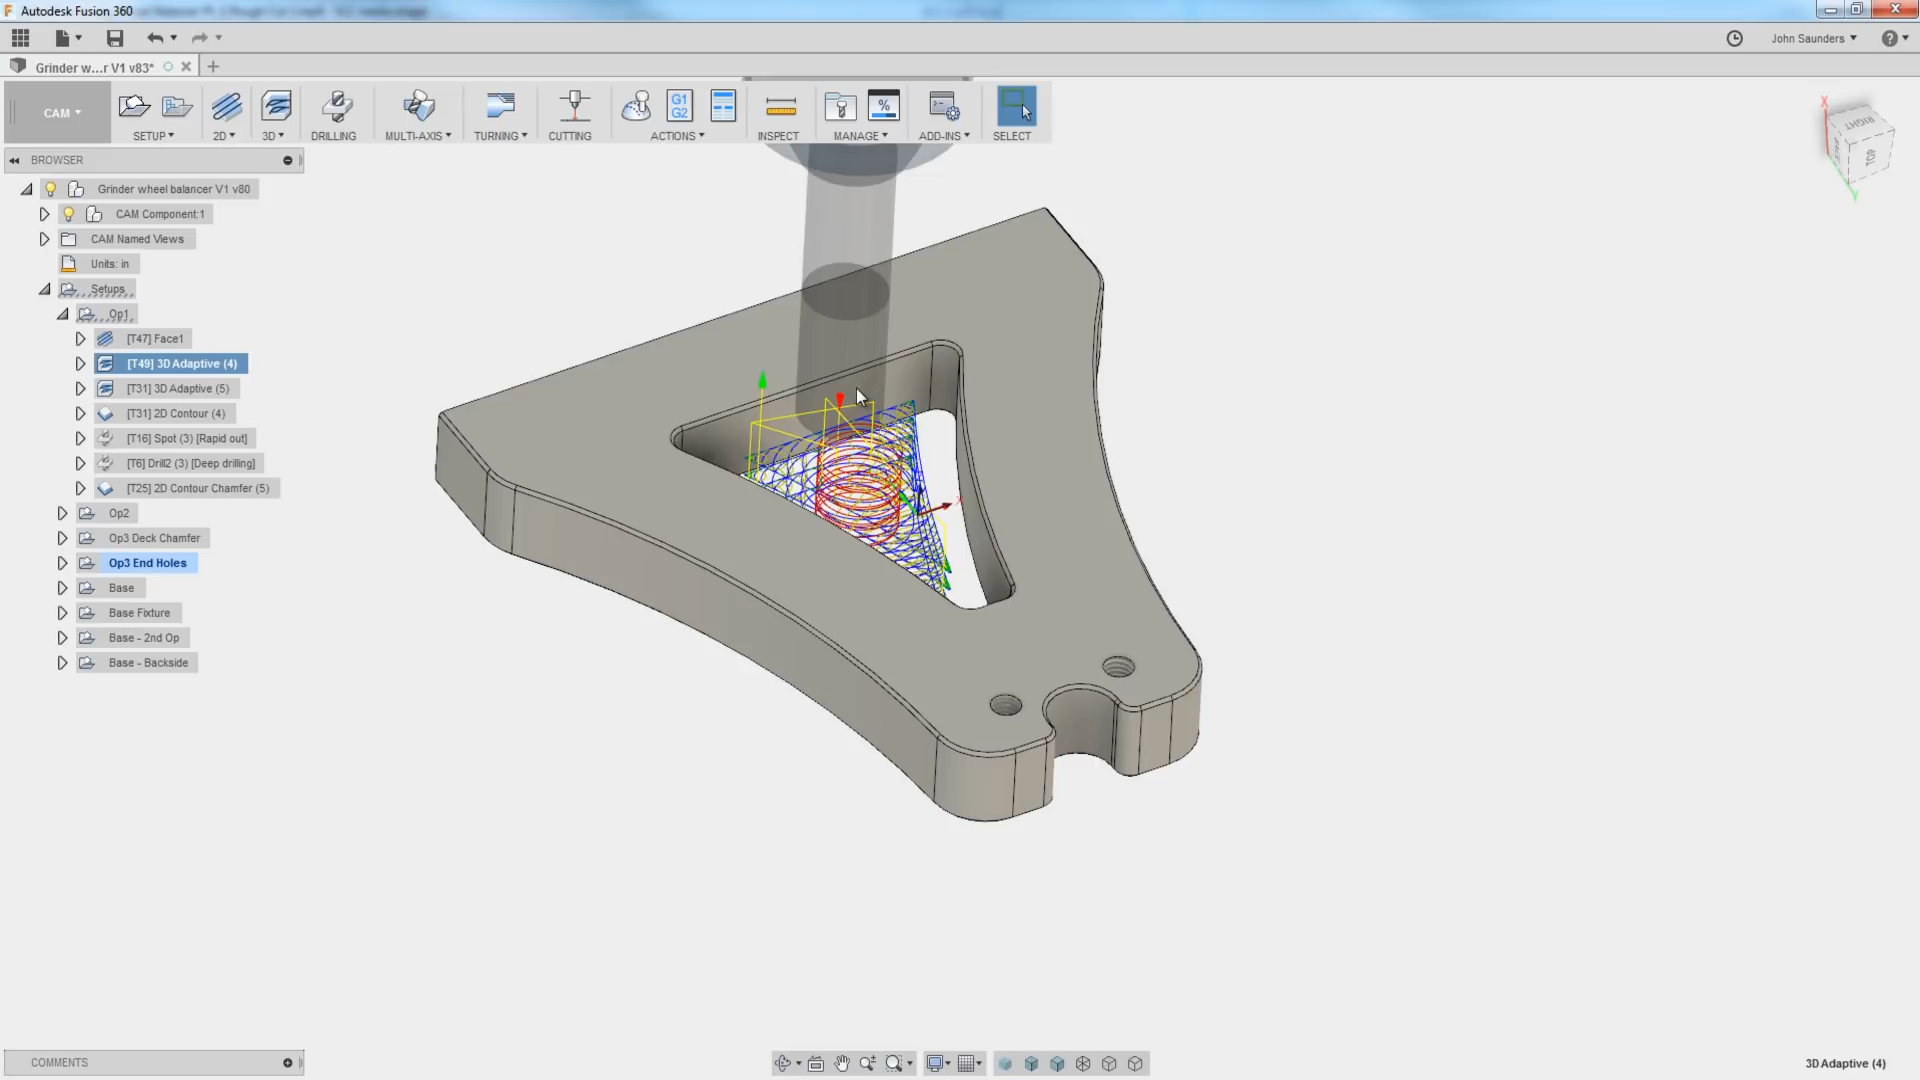 Autodesk Fusion 360
John Saunders
Grinder w...r V1 v83*
CAM
SETUP
2D
3D
DRILLING
MULTI-AXIS
TURNING
CUTTING
G1
G2
ACTIONS
INSPECT
%
MANAGE
ADD-INS
SELECT
X
RIGHT
TOP
Y
BROWSER
Grinder wheel balancer V1 v80
CAM Component:1
CAM Named Views
Units: in
Setups
Op1
[T47] Face1
[T49] 3D Adaptive (4)
[T31] 3D Adaptive (5)
[T31] 2D Contour (4)
[T16] Spot (3) [Rapid out]
[T6] Drill2 (3) [Deep drilling]
[T25] 2D Contour Chamfer (5)
Op2
Op3 Deck Chamfer
Op3 End Holes
Base
Base Fixture
Base - 2nd Op
Base - Backside
X
COMMENTS
3D Adaptive (4)